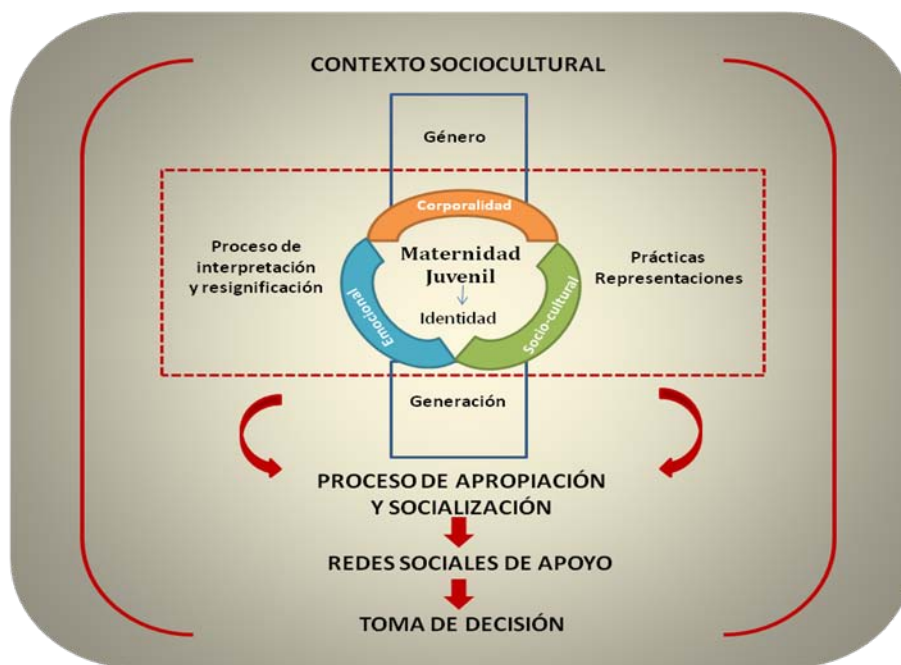 CONTEXTO SOCIOCULTURAL
Género
Corporalidad
Proceso de
interpretación
y resignificación
Emocional
Maternidad
Juvenil
Identidad
Socio-cultural
Prácticas
Representaciones
Generación
PROCESO DE APROPIACIÓN
Y SOCIALIZACIÓN
REDES SOCIALES DE APOYO
TOMA DE DECISIÓN